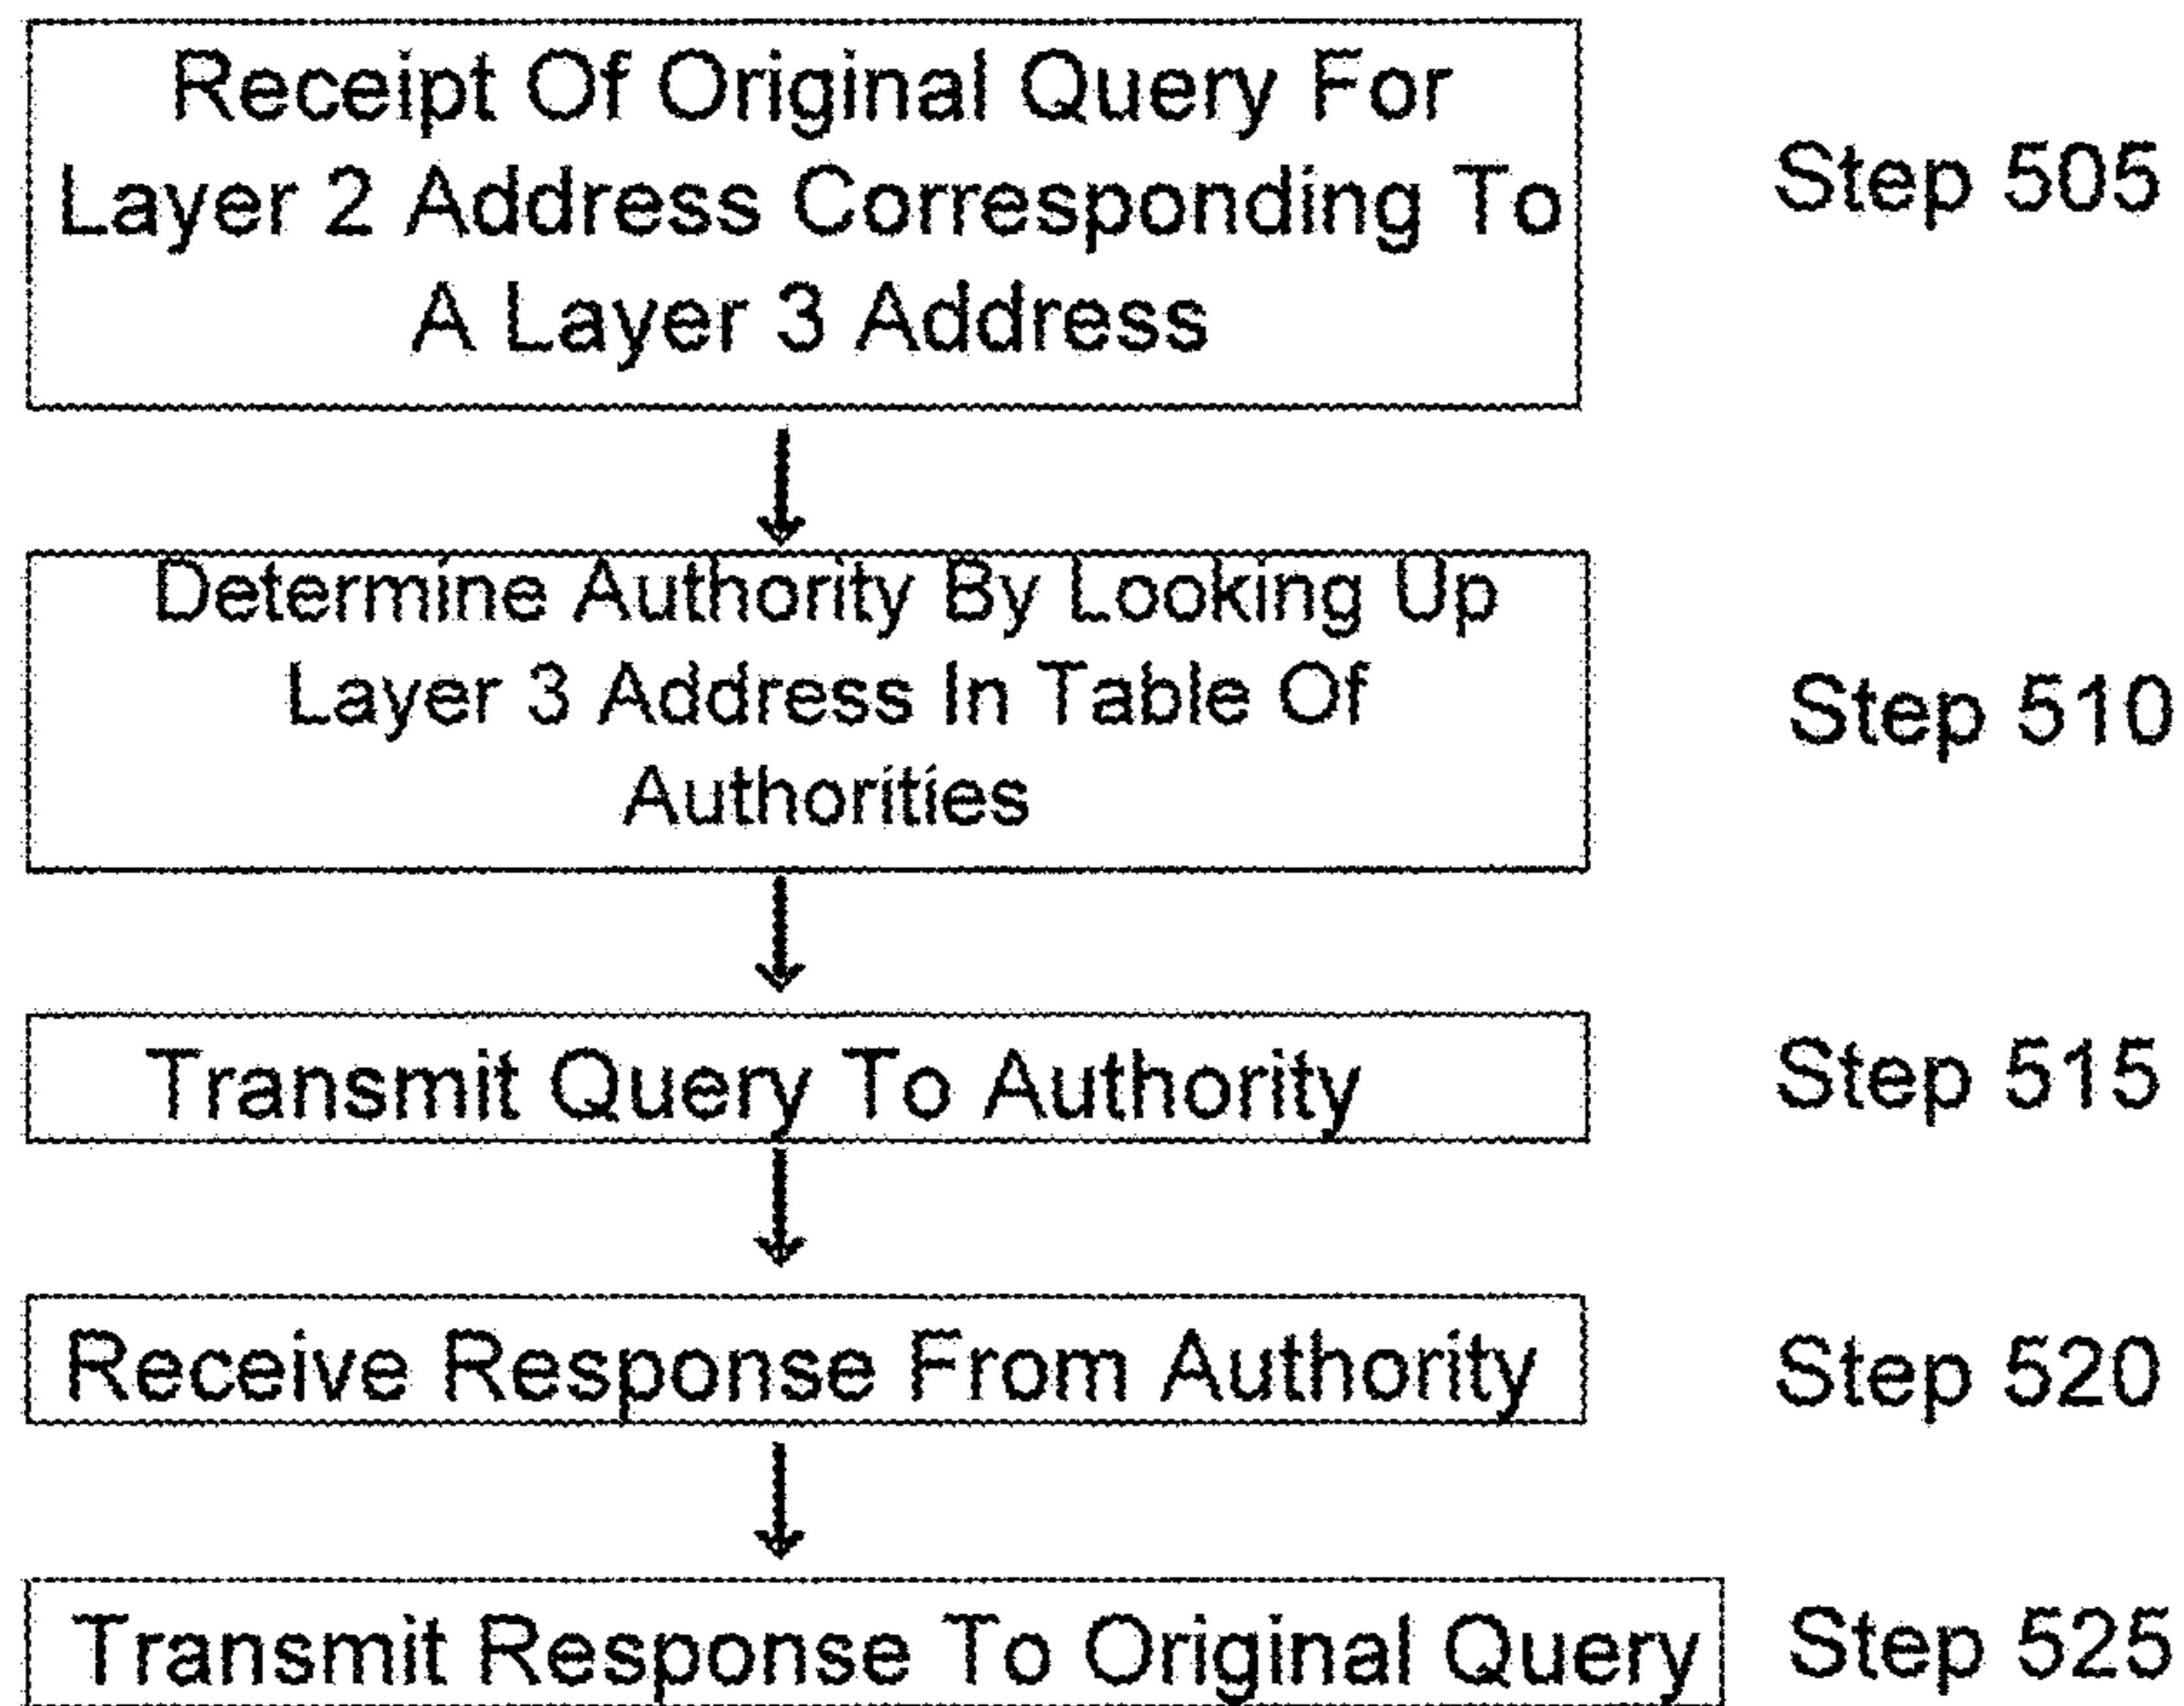 Receipt Of Original Query For
Layer 2 Address Corresponding To
A Layer 3 Address
Step 505
Determine Authority By Looking Up
Layer 3 Address In Table Of
Authorities
Step 510
Transmit Query To Authority
Step 515
Receive Response From Authority
Step 520
Transmit Response To Original Query
Step 525